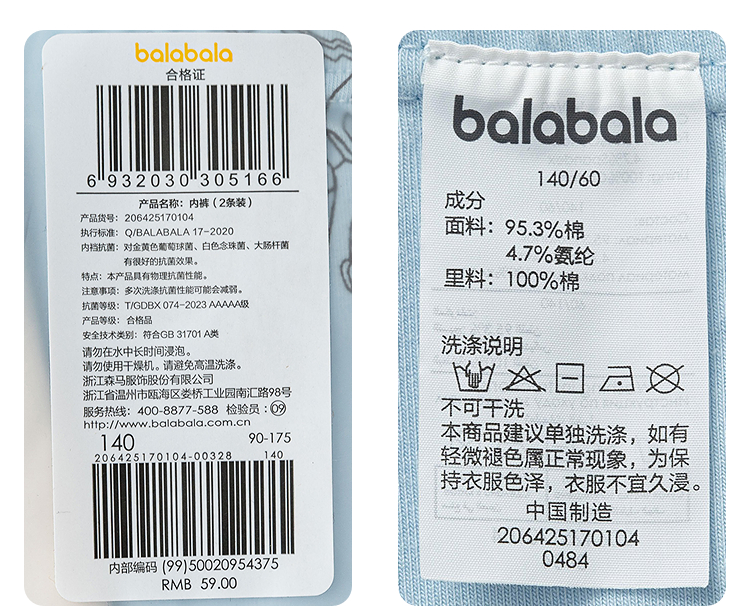 balabala
合格证
6 932030 305166
产品名称：内裤（2条装）
产品货号：206425170104
执行标准：Q/BALABALA 17-2020
内裆抗菌：对金黄色葡萄球菌、白色念珠菌、大肠杆菌
有很好的抗菌效果。
特点：本产品具有物理抗菌性能。
注意事项：多次洗涤抗菌性能可能会减弱。
抗菌等级：T/GDBX 074-2023 AAAAA级
产品等级：合格品
安全技术类别：符合GB 31701 A类
请勿在水中长时间浸泡。
请勿使用干燥机。请避免高温洗涤。
浙江森马服饰股份有限公司
浙江省温州市瓯海区娄桥工业园南汇路98号
服务热线：400-8877-588 检验员：09
http://www.balabala.com.cn
140 90-175
206425170104-00328 140
内部编码 (99)50020954375
RMB 59.00
balabala
140/60
成分
面料：95.3%棉
4.7%氨纶
里料：100%棉
洗涤说明
不可干洗
本商品建议单独洗涤，如有
轻微褪色属正常现象，为保
持衣服色泽，衣服不宜久浸。
中国制造
206425170104
0484